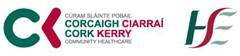 CÚRAM SLÁINTE POBAIL
CORCAIGH CIARRAÍ
CORK KERRY
COMMUNITY HEALTHCARE